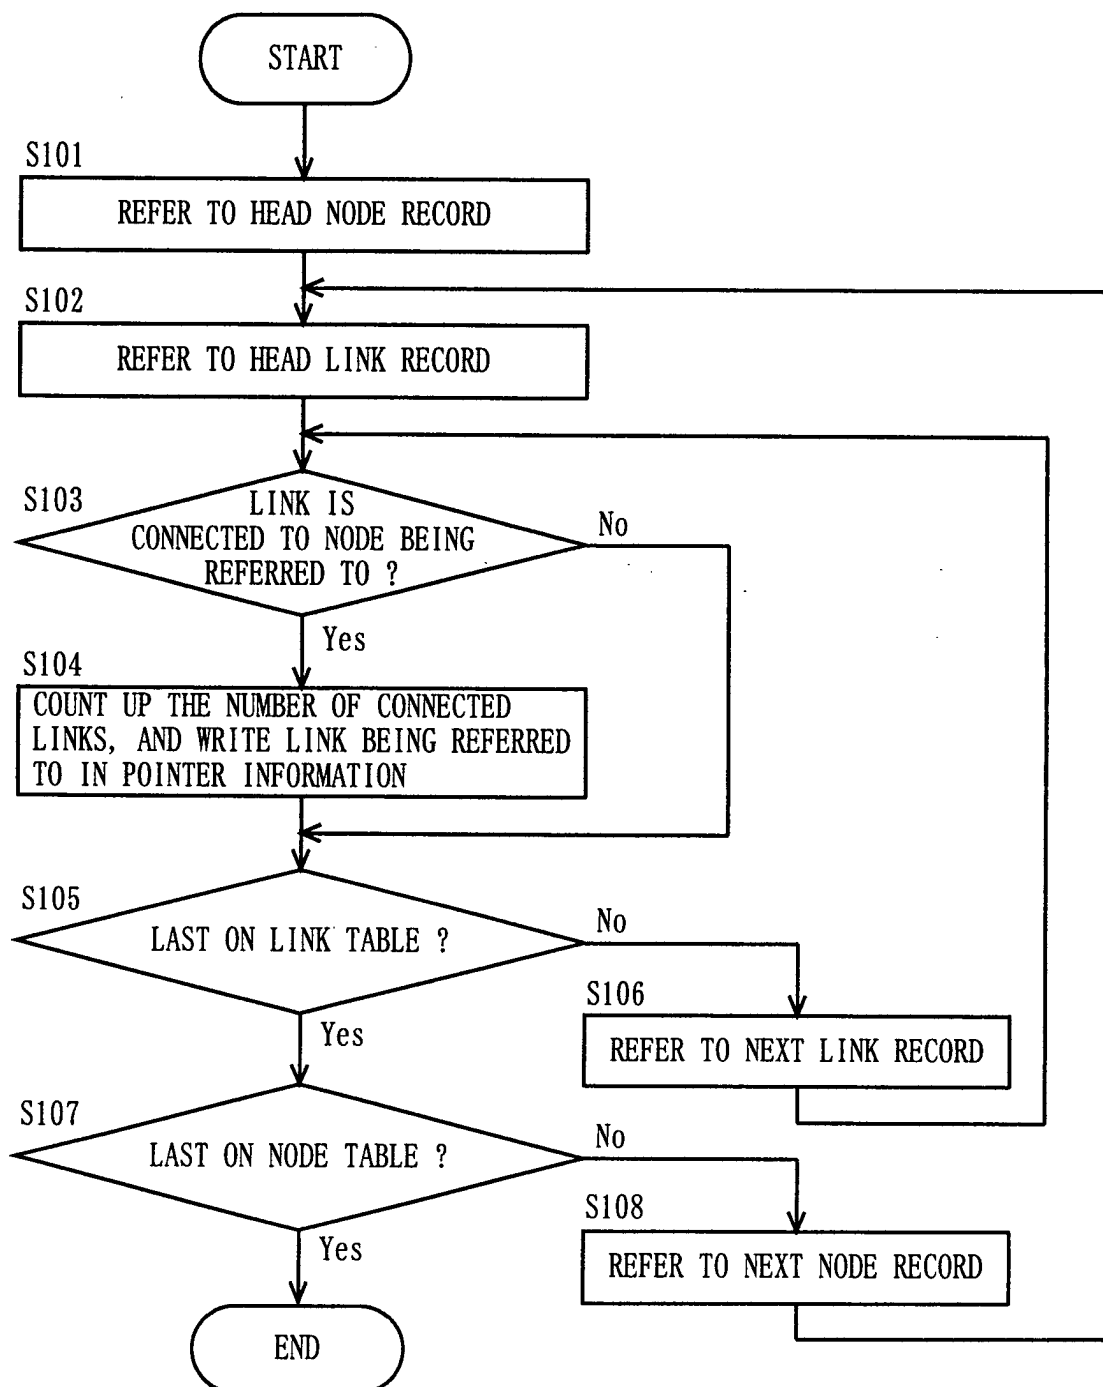 START
S101
REFER TO HEAD NODE RECORD
S102
REFER TO HEAD LINK RECORD
S103
LINK IS
CONNECTED TO NODE BEING
REFERRED TO ?
No
Yes
S104
COUNT UP THE NUMBER OF CONNECTED
LINKS, AND WRITE LINK BEING REFERRED
TO IN POINTER INFORMATION
S105
LAST ON LINK TABLE ?
No
Yes
S106
REFER TO NEXT LINK RECORD
S107
LAST ON NODE TABLE ?
No
Yes
S108
REFER TO NEXT NODE RECORD
END